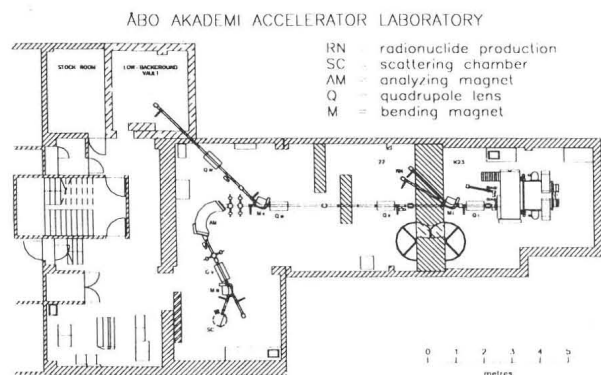 ÅBO AKADEMI ACCELERATOR LABORATORY
RN = radionuclide production
SC = scattering chamber
AM = analyzing magnet
Q = quadrupole lens
M = bending magnet
STOCK ROOM
LOW-BACKGROUND
VAULT
RN
AM
SC
0 1 2 3 4 5
metres